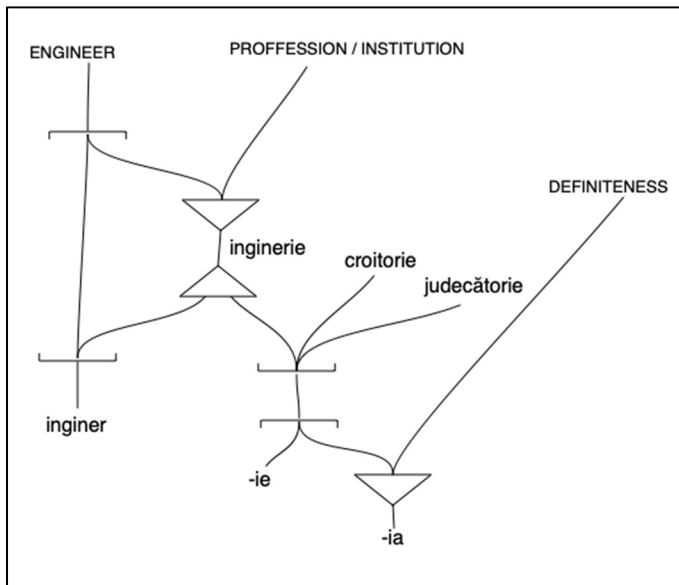 ENGINEER
PROFFESSION / INSTITUTION
DEFINITENESS
inginerie
croitorie
judecătorie
inginer
-ie
-ia